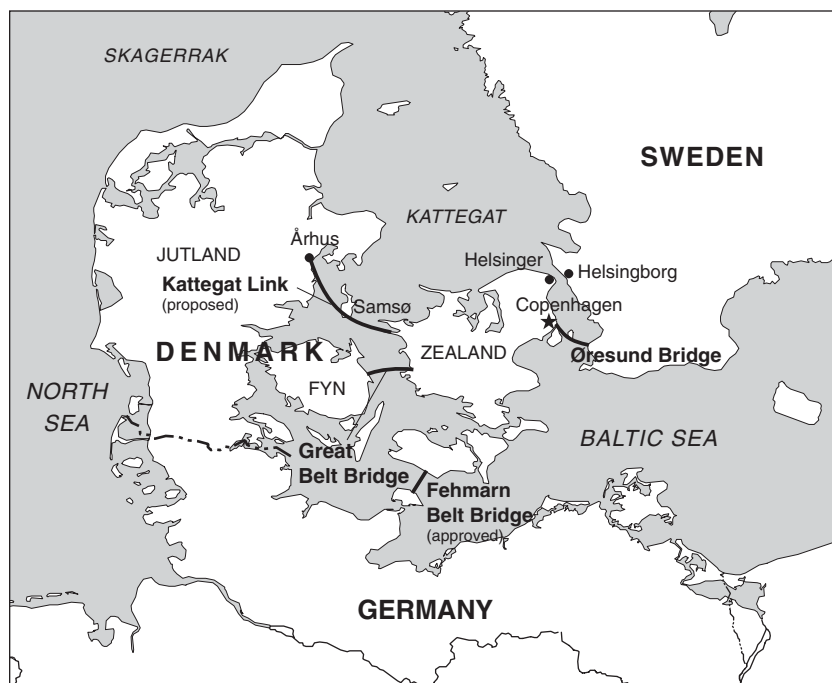 SKAGERRAK
SWEDEN
KATTEGAT
Århus
JUTLAND
Helsinger
Helsingborg
Kattegat Link
(proposed)
Samsø
Copenhagen
DENMARK
ZEALAND
Øresund Bridge
FYN
NORTH
SEA
BALTIC SEA
Great
Belt Bridge
Fehmarn
Belt Bridge
(approved)
GERMANY